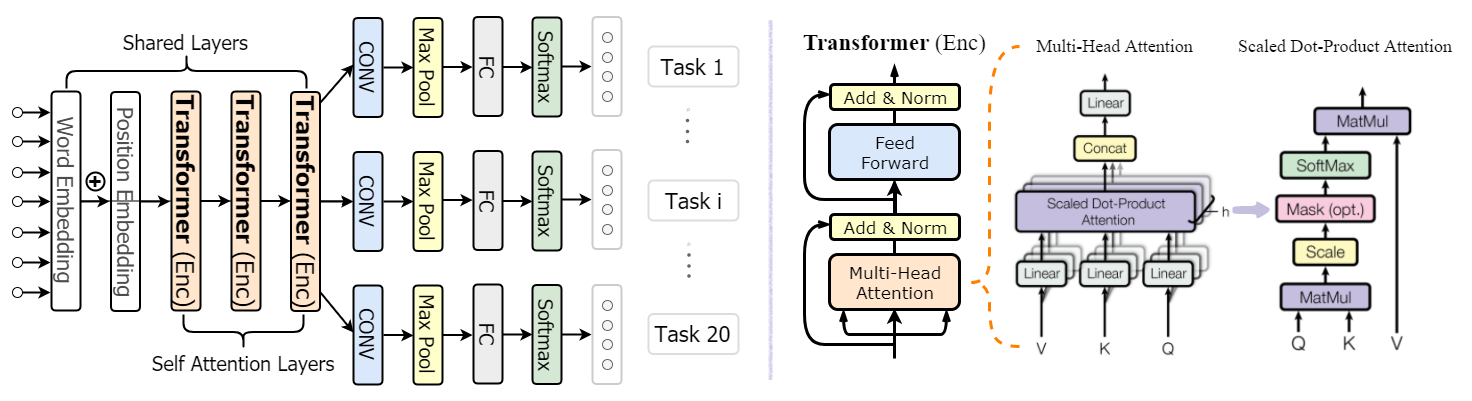 Shared Layers
Word Embedding
Position Embedding
Transformer (Enc)
Transformer (Enc)
Transformer (Enc)
Self Attention Layers
CONV
Max Pool
FC
Softmax
Task 1
CONV
Max Pool
FC
Softmax
Task i
CONV
Max Pool
FC
Softmax
Task 20
Transformer (Enc)
Add & Norm
Feed
Forward
Add & Norm
Multi-Head
Attention
Multi-Head Attention
Linear
Concat
Scaled Dot-Product
Attention
h
Linear
Linear
Linear
V
K
Q
Scaled Dot-Product Attention
MatMul
SoftMax
Mask (opt.)
Scale
MatMul
Q
K
V